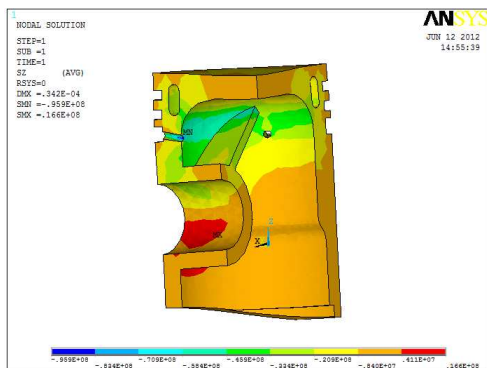 1
NODAL SOLUTION
STEP=1
SUB =1
TIME=1
SZ (AVG)
RSYS=0
DMX =.342E-04
SMN =-.959E+08
SMX =.166E+08
ANSYS
JUN 12 2012
14:55:39
MN
MX
Z
X
-.959E+08 -.709E+08 -.459E+08 -.209E+08 .411E+07
-.834E+08 -.584E+08 -.334E+08 -.840E+07 .166E+08